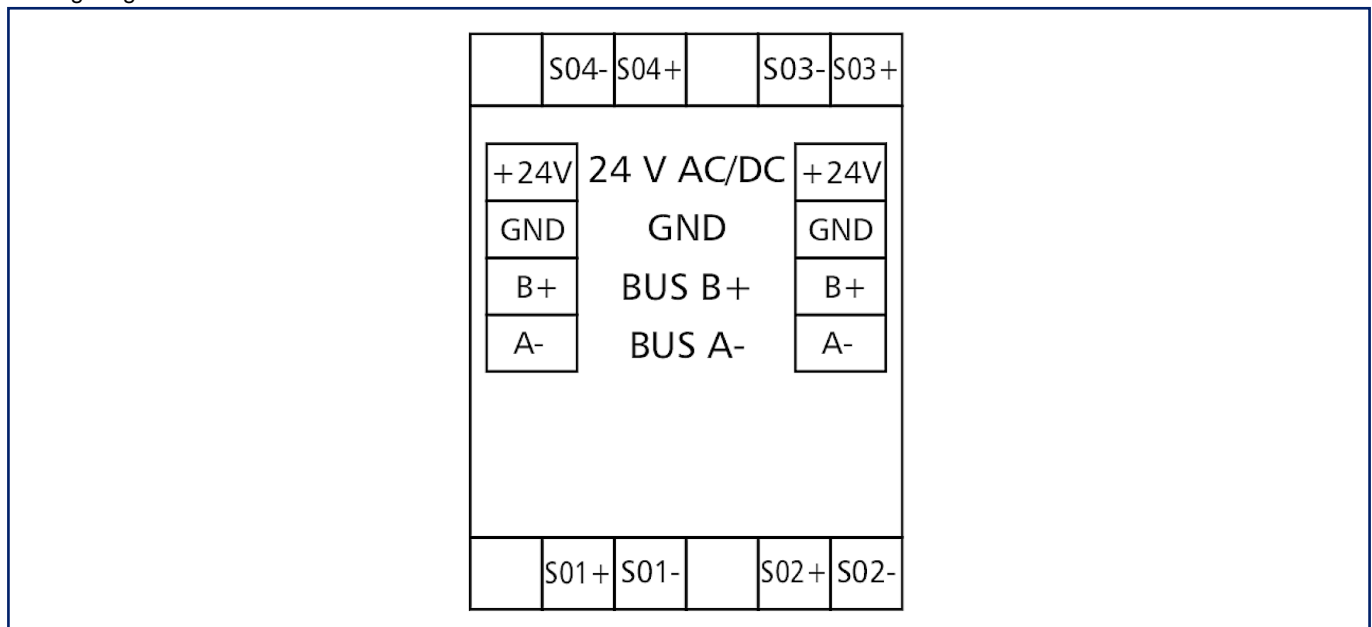 S04- S04+ S03- S03+
+24V 24 V AC/DC +24V
GND GND GND
B+ BUS B+ B+
A- BUS A- A-
S01+ S01- S02+ S02-